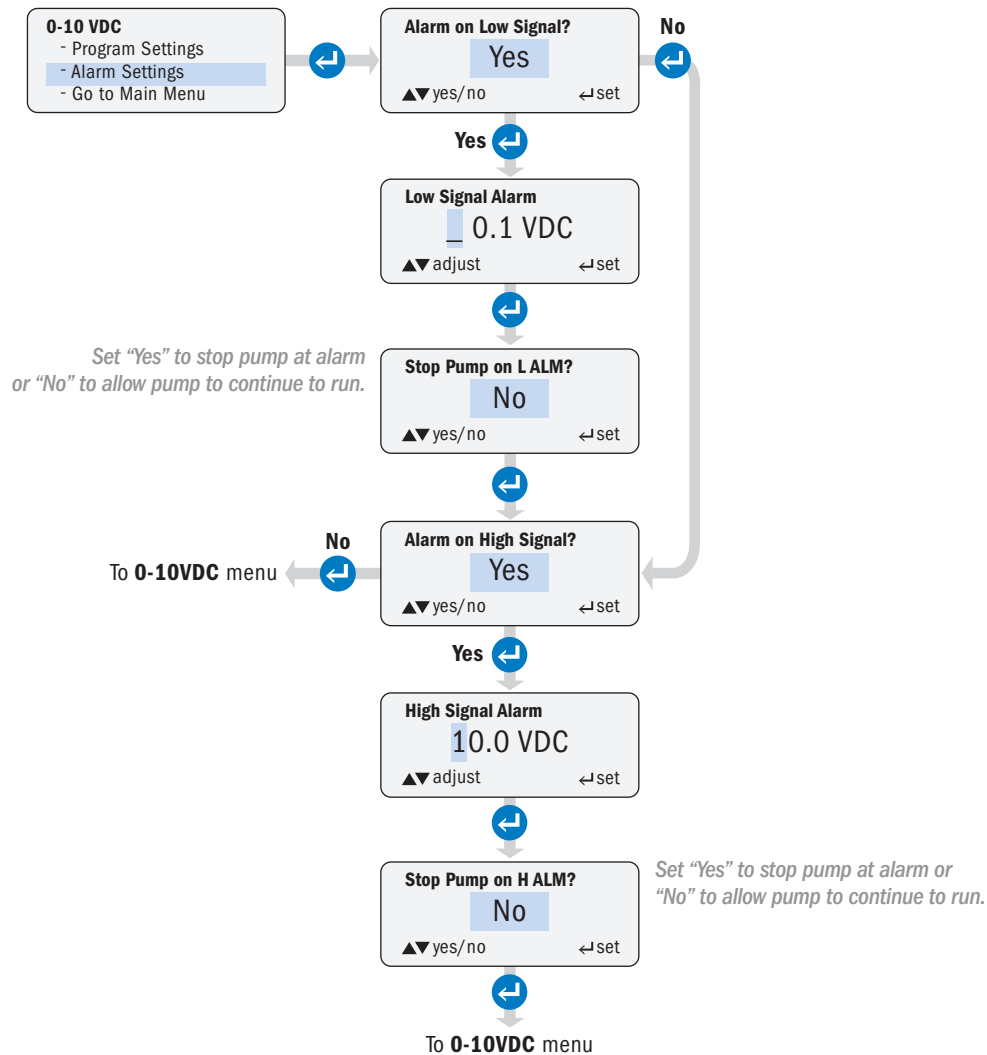 0-10 VDC
- Program Settings
- Alarm Settings
- Go to Main Menu
Alarm on Low Signal?
Yes
▲▼ yes/no ↵ set
No
Yes
Low Signal Alarm
_ 0.1 VDC
▲▼ adjust ↵ set
Set “Yes” to stop pump at alarm
or “No” to allow pump to continue to run.
Stop Pump on L ALM?
No
▲▼ yes/no ↵ set
Alarm on High Signal?
Yes
▲▼ yes/no ↵ set
No
To 0-10VDC menu
Yes
High Signal Alarm
10.0 VDC
▲▼ adjust ↵ set
Stop Pump on H ALM?
No
▲▼ yes/no ↵ set
Set “Yes” to stop pump at alarm or
“No” to allow pump to continue to run.
To 0-10VDC menu